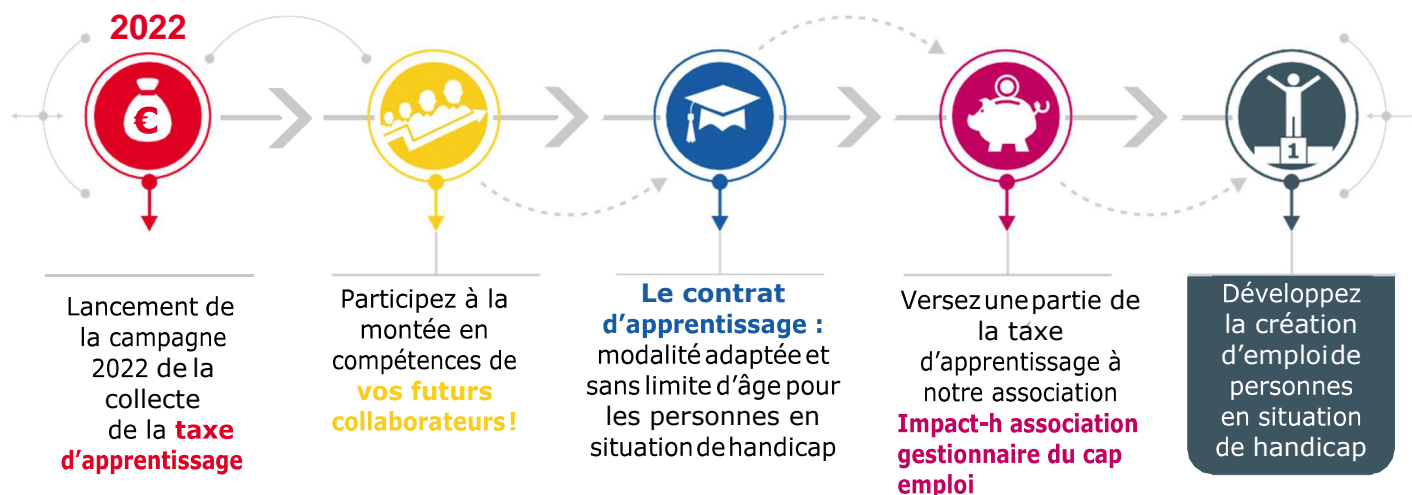 2022
€
1
Lancement de
la campagne
2022 de la
collecte
de la taxe
d’apprentissage
Participez à la
montée en
compétences de
vos futurs
collaborateurs !
Le contrat
d’apprentissage :
modalité adaptée et
sans limite d’âge pour
les personnes en
situation de handicap
Versez une partie de
la taxe
d’apprentissage à
notre association
Impact-h association
gestionnaire du cap
emploi
Développez
la création
d’emploi de
personnes
en situation
de handicap